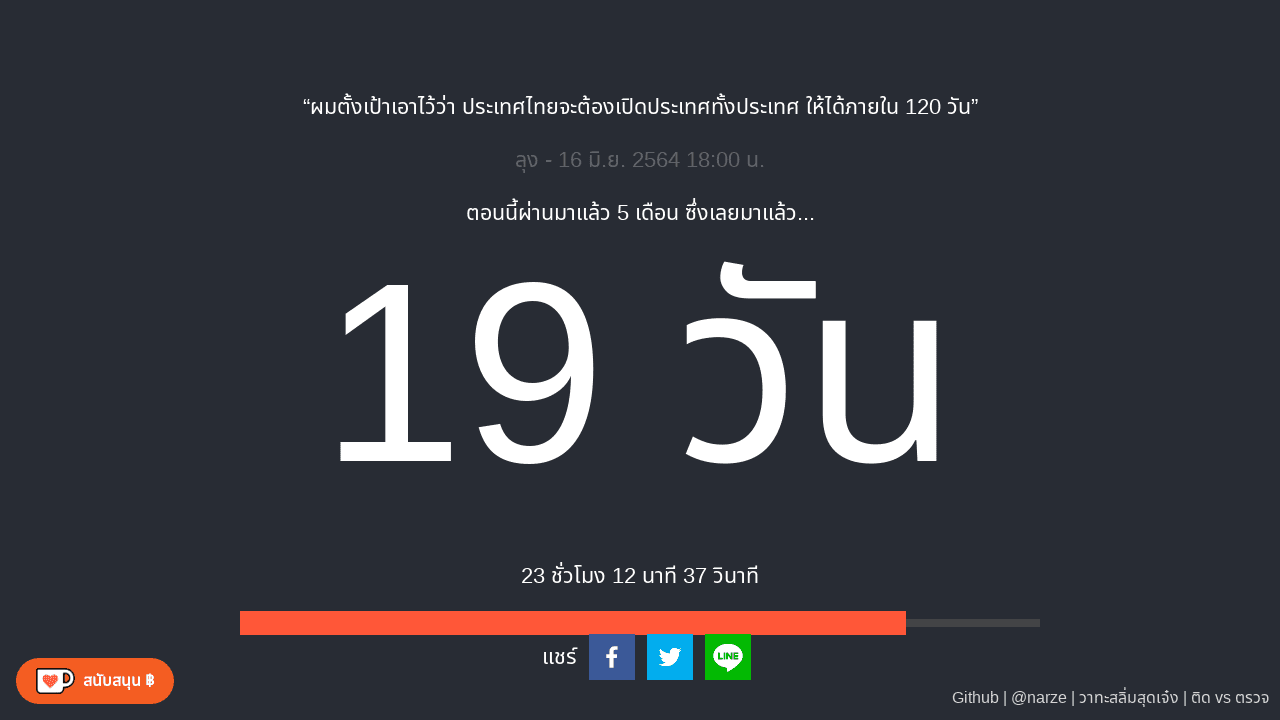 “ผมตั้งเป้าเอาไว้ว่า ประเทศไทยจะต้องเปิดประเทศทั้งประเทศ ให้ได้ภายใน 120 วัน”
ลุง - 16 มิ.ย. 2564 18:00 น.
ตอนนี้ผ่านมาแล้ว 5 เดือน ซึ่งเลยมาแล้ว...
19 วัน
23 ชั่วโมง 12 นาที 37 วินาที
แชร์
LINE
สนับสนุน ฿
Github | @narze | วาทะสลิ่มสุดเจ๋ง | ติด vs ตรวจ